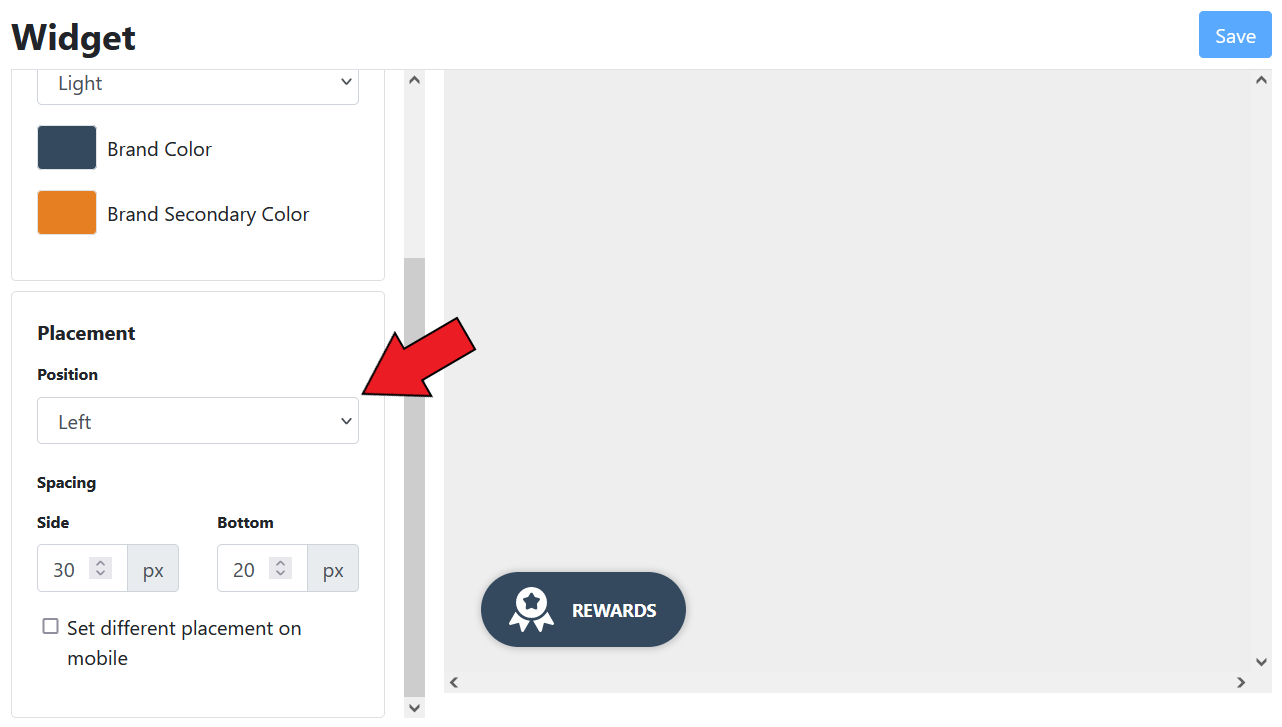 Widget
Save
Light
Brand Color
Brand Secondary Color
Placement
Position
Left
Spacing
Side Bottom
30 px 20 px
Set different placement on
mobile
REWARDS